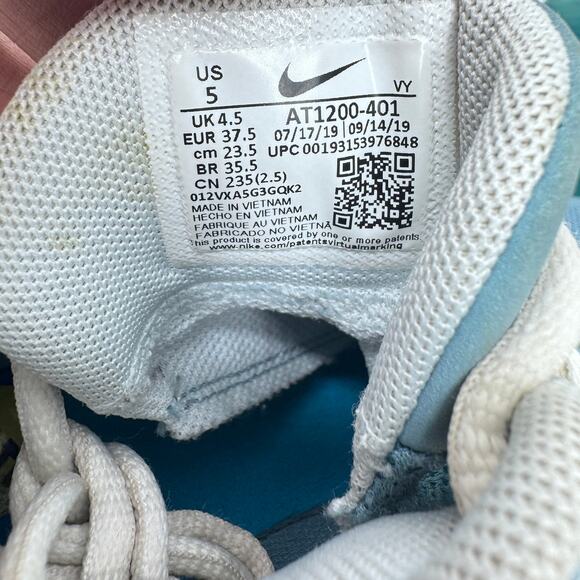 US
5
VY
UK 4.5
EUR 37.5
cm 23.5
BR 35.5
CN 235(2.5)
AT1200-401
07/17/19 | 09/14/19
UPC 00193153976848
012VXA5G3GQK2
MADE IN VIETNAM
HECHO EN VIETNAM
FABRIQUE AU VIETNAM
FABRICADO NO VIETNÃ
This product is covered by one or more patents.
www.nike.com/patentsvirtualmarking